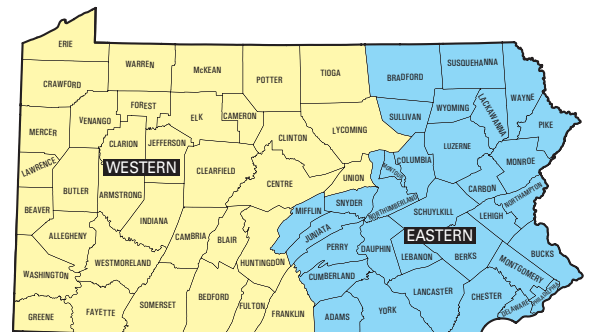 ERIE
WARREN
McKEAN
POTTER
TIOGA
BRADFORD
SUSQUEHANNA
WAYNE
CRAWFORD
FOREST
ELK
CAMERON
SULLIVAN
WYOMING
LACKAWANNA
PIKE
MERCER
VENANGO
CLARION
JEFFERSON
CLINTON
LYCOMING
COLUMBIA
LUZERNE
MONROE
LAWRENCE
WESTERN
CLEARFIELD
CENTRE
UNION
MONTOUR
CARBON
NORTHAMPTON
BUTLER
ARMSTRONG
SNYDER
NORTHUMBERLAND
SCHUYLKILL
LEHIGH
BEAVER
INDIANA
MIFFLIN
JUNIATA
EASTERN
ALLEGHENY
CAMBRIA
BLAIR
HUNTINGDON
PERRY
DAUPHIN
LEBANON
BERKS
BUCKS
WASHINGTON
WESTMORELAND
CUMBERLAND
MONTGOMERY
GREENE
FAYETTE
SOMERSET
BEDFORD
FULTON
FRANKLIN
ADAMS
YORK
LANCASTER
CHESTER
DELAWARE
PHILADELPHIA